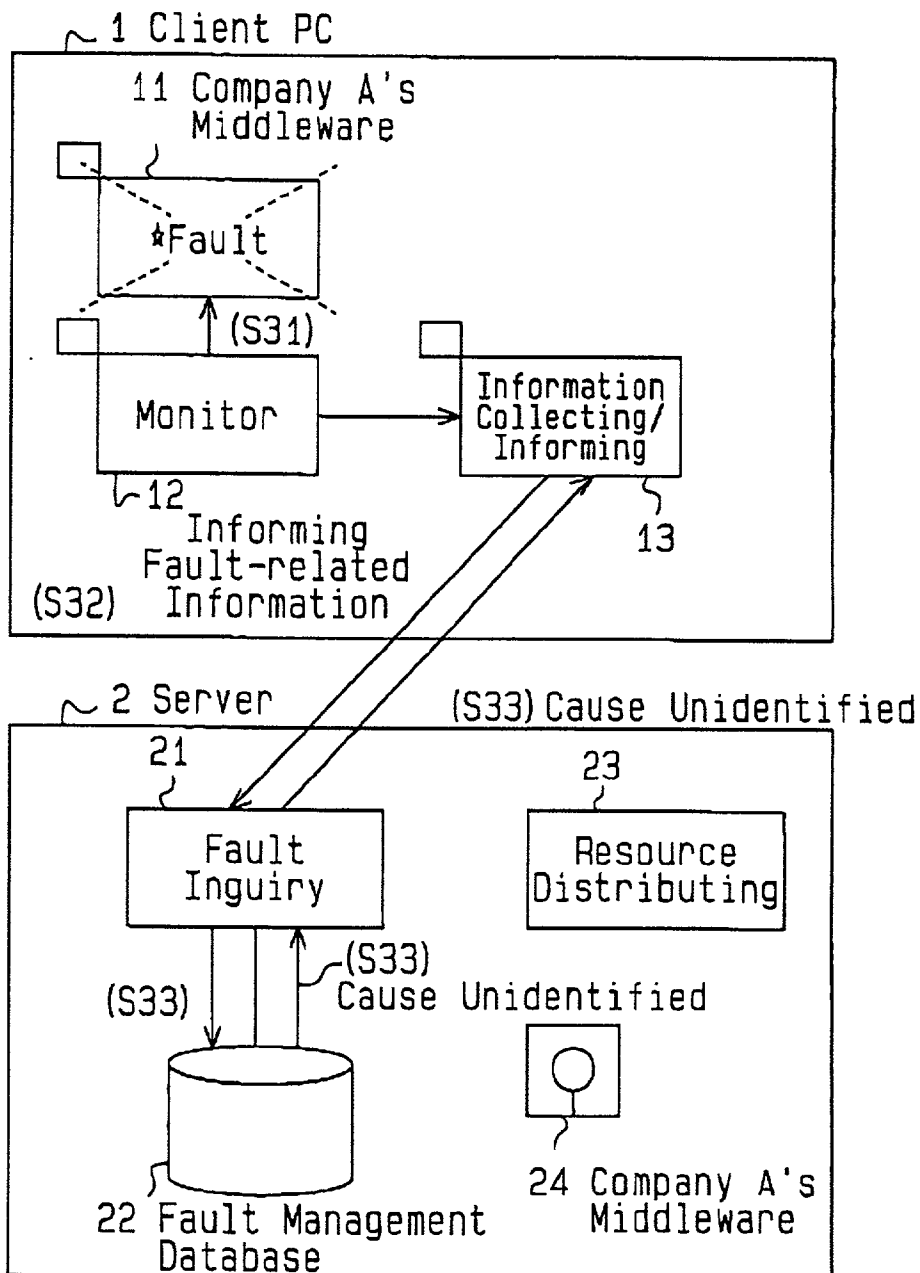 1 Client PC
11 Company A's
Middleware
☆Fault
(S31)
Monitor
Information
Collecting/
Informing
12
13
Informing
Fault-related
(S32) Information
2 Server
(S33) Cause Unidentified
21
23
Fault
Inguiry
Resource
Distributing
(S33)
(S33)
Cause Unidentified
22 Fault Management
Database
24 Company A's
Middleware